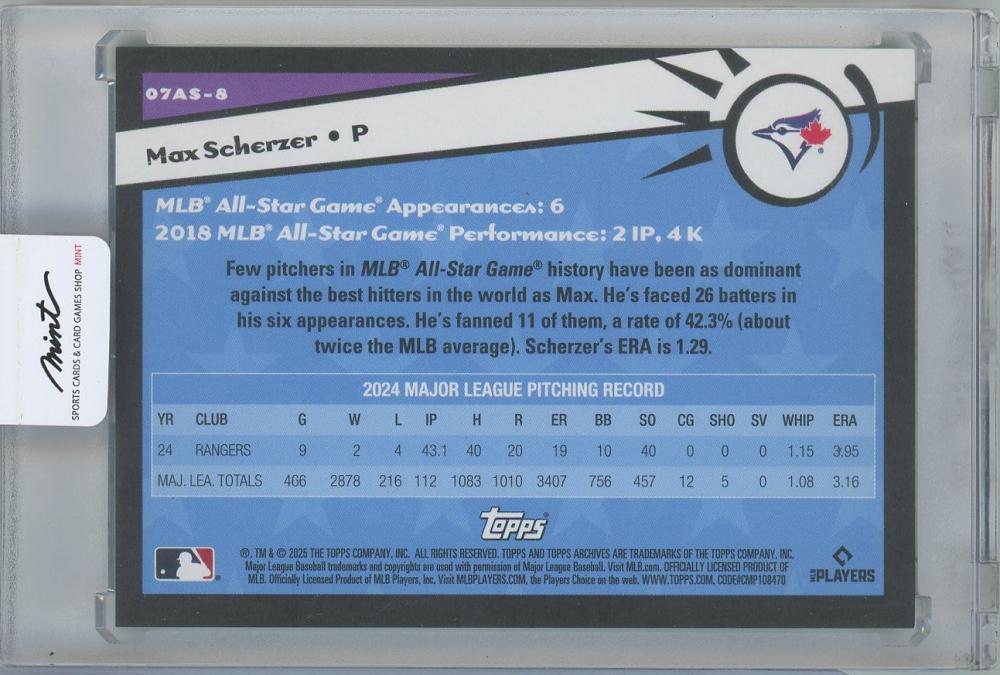 07AS-8
Max Scherzer • P
MLB® All-Star Game® Appearances: 6
2018 MLB® All-Star Game® Performance: 2 IP, 4 K
Few pitchers in MLB® All-Star Game® history have been as dominant
against the best hitters in the world as Max. He's faced 26 batters in
his six appearances. He's fanned 11 of them, a rate of 42.3% (about
twice the MLB average). Scherzer's ERA is 1.29.
2024 MAJOR LEAGUE PITCHING RECORD
YR CLUB G W L IP H R ER BB SO CG SHO SV WHIP ERA
24 RANGERS 9 2 4 43.1 40 20 19 10 40 0 0 0 1.15 3.95
MAJ. LEA. TOTALS 466 2878 216 112 1083 1010 3407 756 457 12 5 0 1.08 3.16
Topps®
®, TM & © 2025 THE TOPPS COMPANY, INC. ALL RIGHTS RESERVED. TOPPS AND TOPPS ARCHIVES ARE TRADEMARKS OF THE TOPPS COMPANY, INC.
Major League Baseball trademarks and copyrights are used with permission of Major League Baseball. Visit MLB.com. OFFICIALLY LICENSED PRODUCT OF
MLB. Officially Licensed Product of MLB Players, Inc. Visit MLBPLAYERS.COM, the Players Choice on the web. WWW.TOPPS.COM. CODE#CMP108470
MLB PLAYERS
mint
SPORTS CARDS & CARD GAMES SHOP MINT